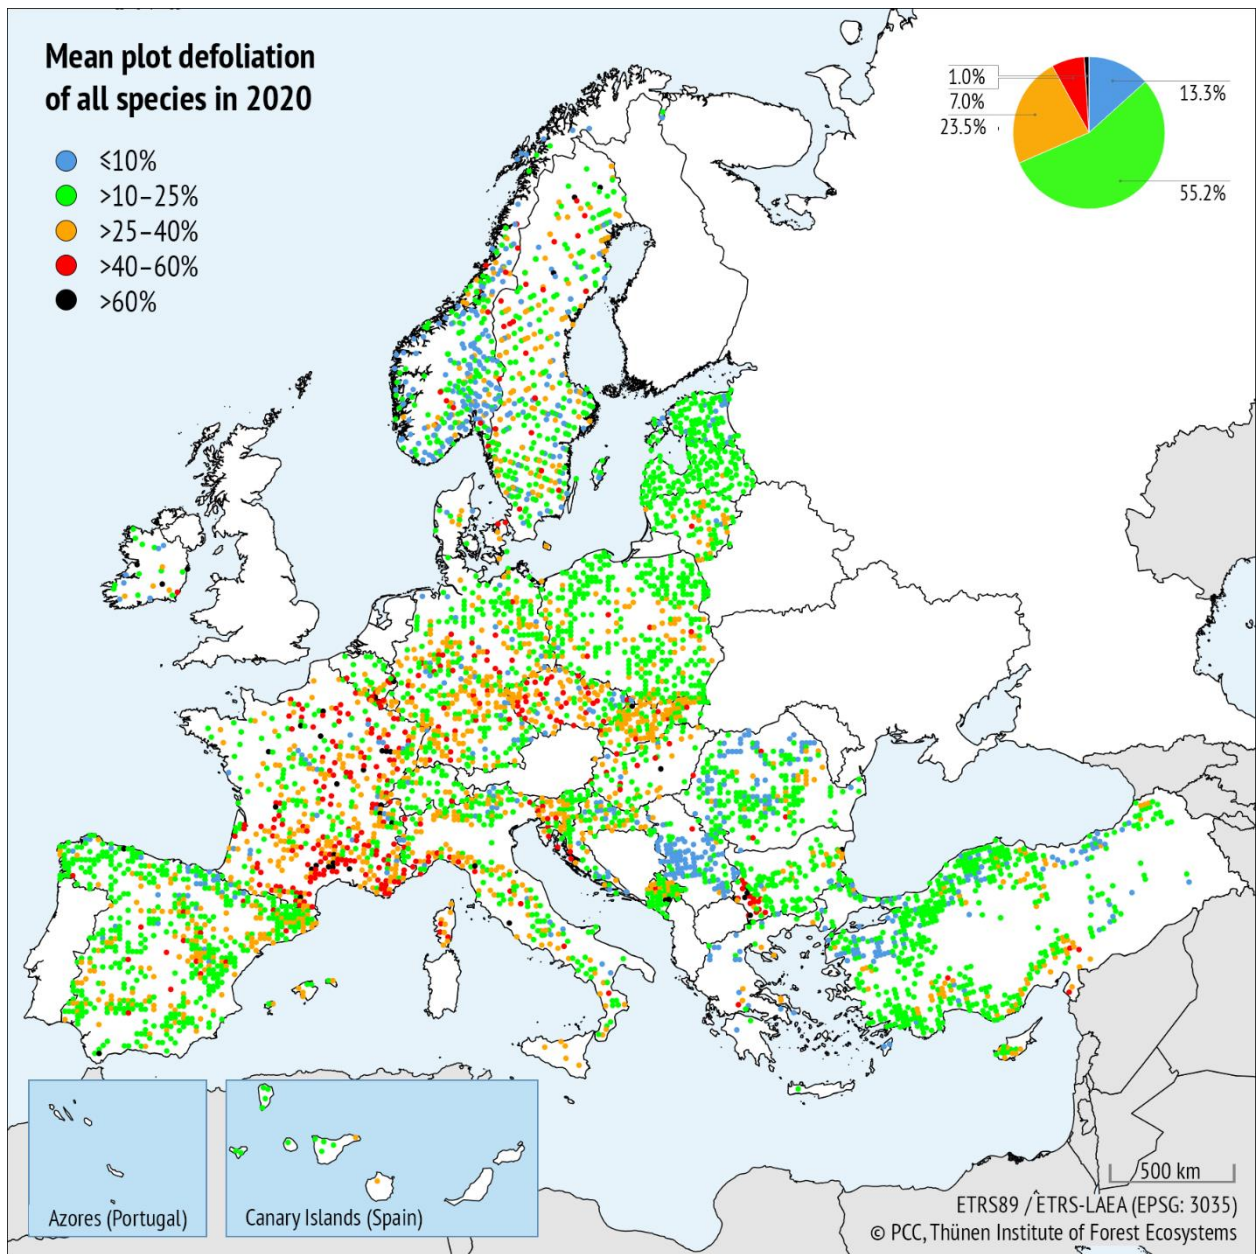 Mean plot defoliation
of all species in 2020
≤10%
>10–25%
>25–40%
>40–60%
>60%
1.0%
7.0%
23.5%
13.3%
55.2%
500 km
ETRS89 / ETRS-LAEA (EPSG: 3035)
© PCC, Thünen Institute of Forest Ecosystems
Azores (Portugal)
Canary Islands (Spain)